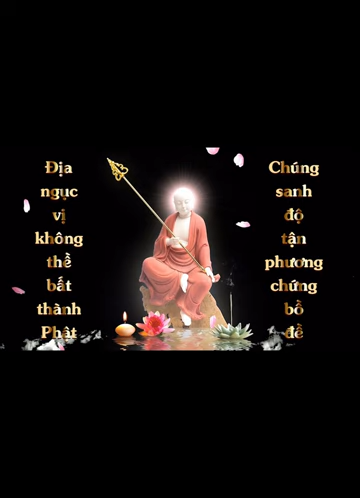 Địa
ngục
vị
không
thề
bất
thành
Phật
Chúng
sanh
độ
tận
phương
chứng
bồ
đề